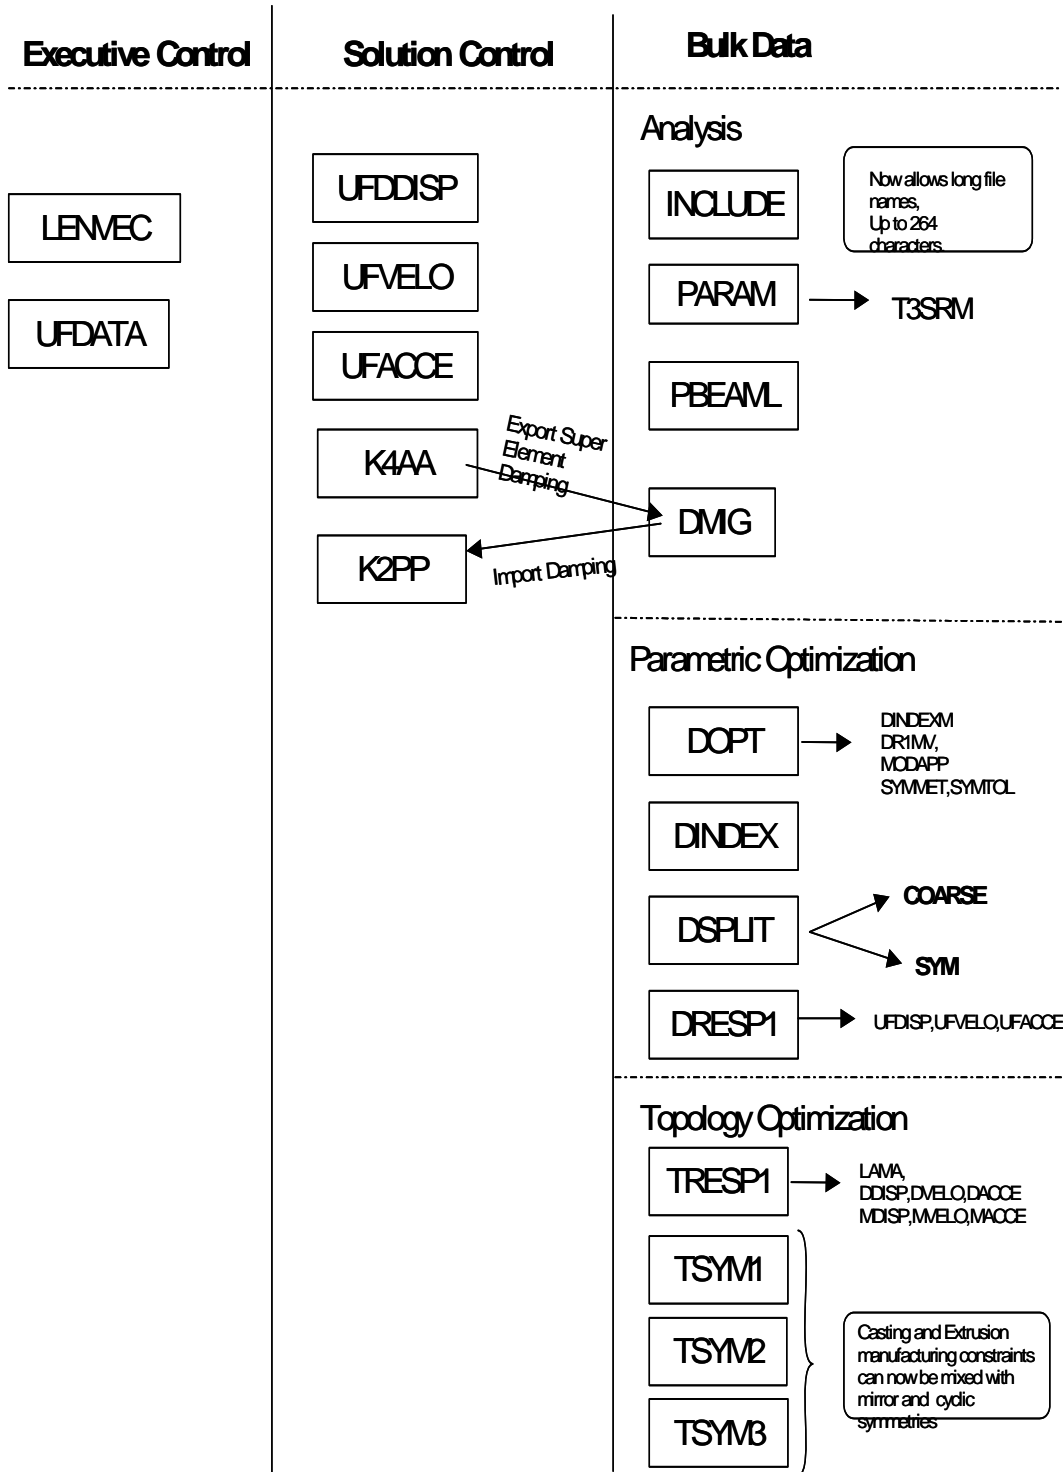 Executive Control
Solution Control
Bulk Data
LENVEC
UFDATA
UFDDISP
UFVELO
UFACCE
K4AA
K2PP
Export Super
Element
Damping
Import Damping
Analysis
INCLUDE
Now allows long file
names,
Up to 264
characters.
PARAM
T3SRM
PBEAML
DMIG
Parametric Optimization
DOPT
DINDEXM
DR1MV,
MODAPP
SYMMET,SYMTOL
DINDEX
DSPLIT
COARSE
SYM
DRESP1
UFDISP,UFVELO,UFACCE
Topology Optimization
TRESP1
LAMA,
DDISP,DVELO,DACCE
MDISP,MVELO,MACCE
TSYM1
TSYM2
TSYM3
Casting and Extrusion
manufacturing constraints
can now be mixed with
mirror and cyclic
symmetries